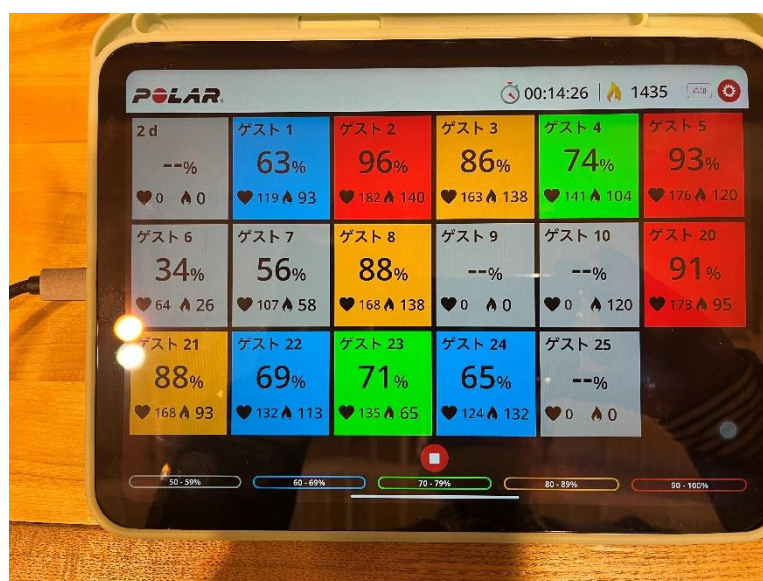 POLAR
00:14:26 | 1435 追加
2 d
--%
0 0
ゲスト 1
63%
119 93
ゲスト 2
96%
182 140
ゲスト 3
86%
163 138
ゲスト 4
74%
141 104
ゲスト 5
93%
176 120
ゲスト 6
34%
64 26
ゲスト 7
56%
107 58
ゲスト 8
88%
168 138
ゲスト 9
--%
0 0
ゲスト 10
--%
0 120
ゲスト 20
91%
173 95
ゲスト 21
88%
168 93
ゲスト 22
69%
132 113
ゲスト 23
71%
135 65
ゲスト 24
65%
124 132
ゲスト 25
--%
0 0
50 - 59%
60 - 69%
70 - 79%
80 - 89%
90 - 100%